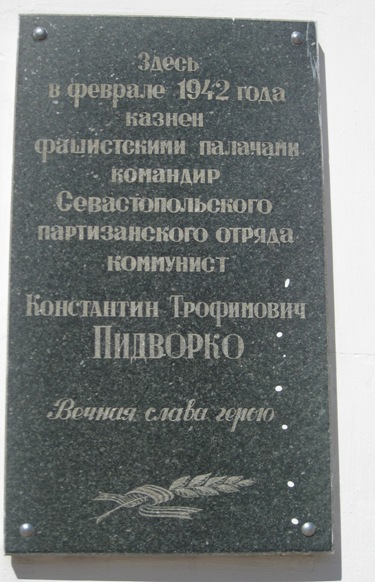 Здесь
в феврале 1942 года
казнен
фашистскими палачами
командир
Севастопольского
партизанского отряда
коммунист
Константин Трофимович
ПИДВОРКО
Вечная слава герою